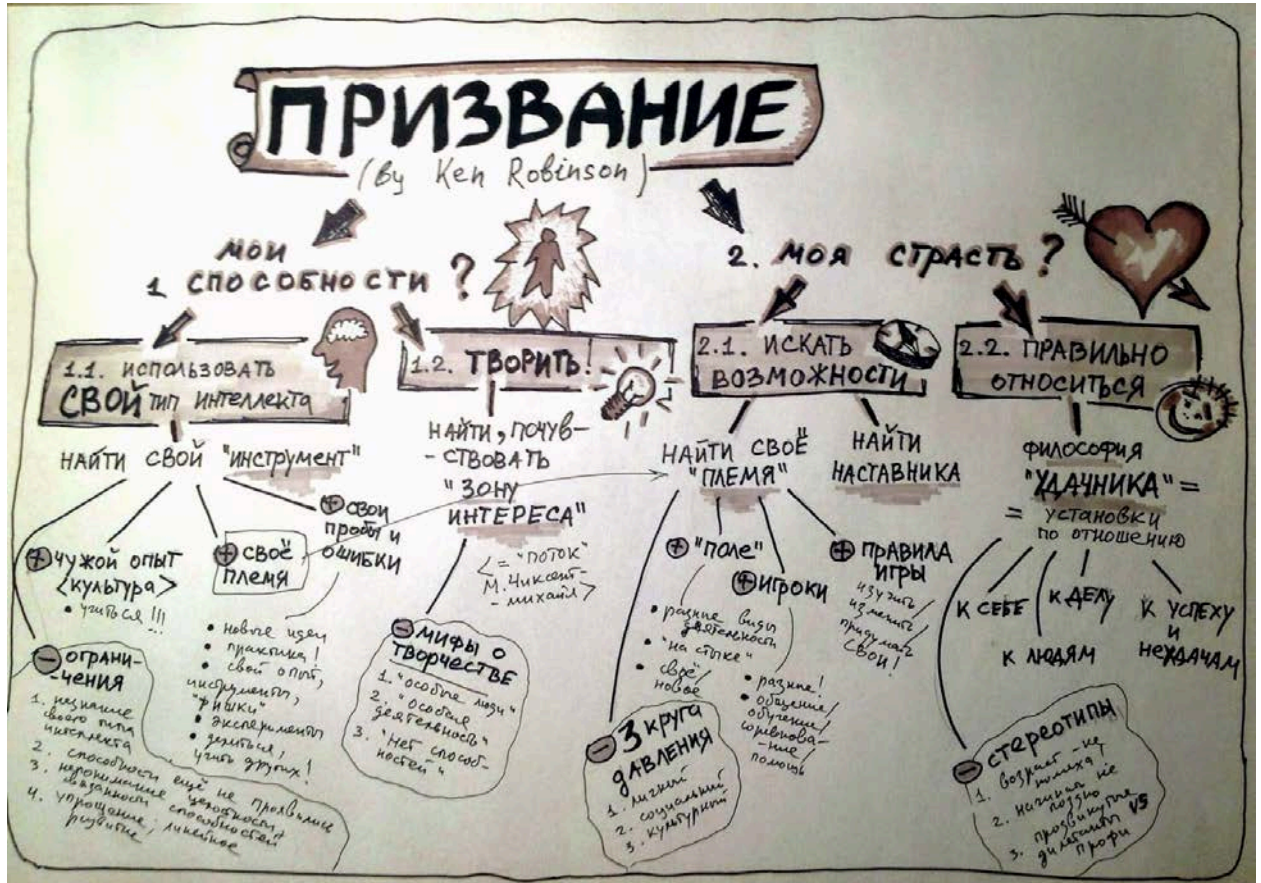 ПРИЗВАНИЕ
(by Ken Robinson)
МОИ
1 СПОСОБНОСТИ ?
1.1. ИСПОЛЬЗОВАТЬ
СВОЙ ТИП ИНТЕЛЛЕКТА
НАЙТИ СВОЙ "ИНСТРУМЕНТ"
+ ЧУЖОЙ ОПЫТ
<КУЛЬТУРА>
• учиться!!!
+ СВОЁ
ПЛЕМЯ
+ СВОИ
ПРОБЫ И
ОШИБКИ
• новые идеи
• практика!
• свой опыт,
инструменты,
"фишки"
• эксперименты
• делиться,
учить других!
- ОГРАНИ-
-ЧЕНИЯ
1. незнание
своего типа
интеллекта
2. способности ещё не проявились
3. непонимание целостности,
связанности способностей
4. упрощение, линейное
развитие
1.2. ТВОРИТЬ!
НАЙТИ, ПОЧУВ-
-СТВОВАТЬ
"ЗОНУ
ИНТЕРЕСА"
<= "ПОТОК"
М. Чиксент-
-михайл>
- МИФЫ О
ТВОРЧЕСТВЕ
1. "особые люди"
2. "особая
деятельность"
3. "Нет способ-
ностей"
2. МОЯ СТРАСТЬ?
2.1. ИСКАТЬ
ВОЗМОЖНОСТИ
НАЙТИ СВОЁ
"ПЛЕМЯ"
НАЙТИ
НАСТАВНИКА
+ "ПОЛЕ"
• разные виды
деятельности
• "на стыке"
• своё/
новое
+ ИГРОКИ
• разные!
• общение/
обучение/
соревнова-
-ние/
помощь
+ ПРАВИЛА
ИГРЫ
изучить/
изменить/
придумать
СВОИ!
- 3 КРУГА
ДАВЛЕНИЯ
1. личный
2. социальный
3. культурный
2.2. ПРАВИЛЬНО
ОТНОСИТЬСЯ
ФИЛОСОФИЯ
"УДАЧНИКА" =
= УСТАНОВКИ
ПО ОТНОШЕНИЮ
К СЕБЕ
К ЛЮДЯМ
К ДЕЛУ
К УСПЕХУ
И
НЕУДАЧАМ
- СТЕРЕОТИПЫ
1. возраст - не
помеха!
2. начинать не
поздно
3. продвинутые
дилетанты vs
профи